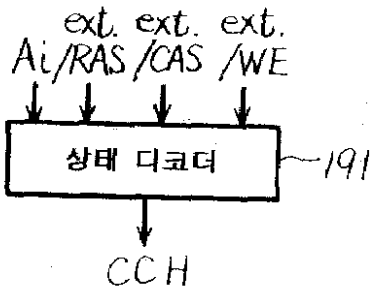 ext. ext. ext.
Ai /RAS /CAS /WE
상태 디코더
191
CCH